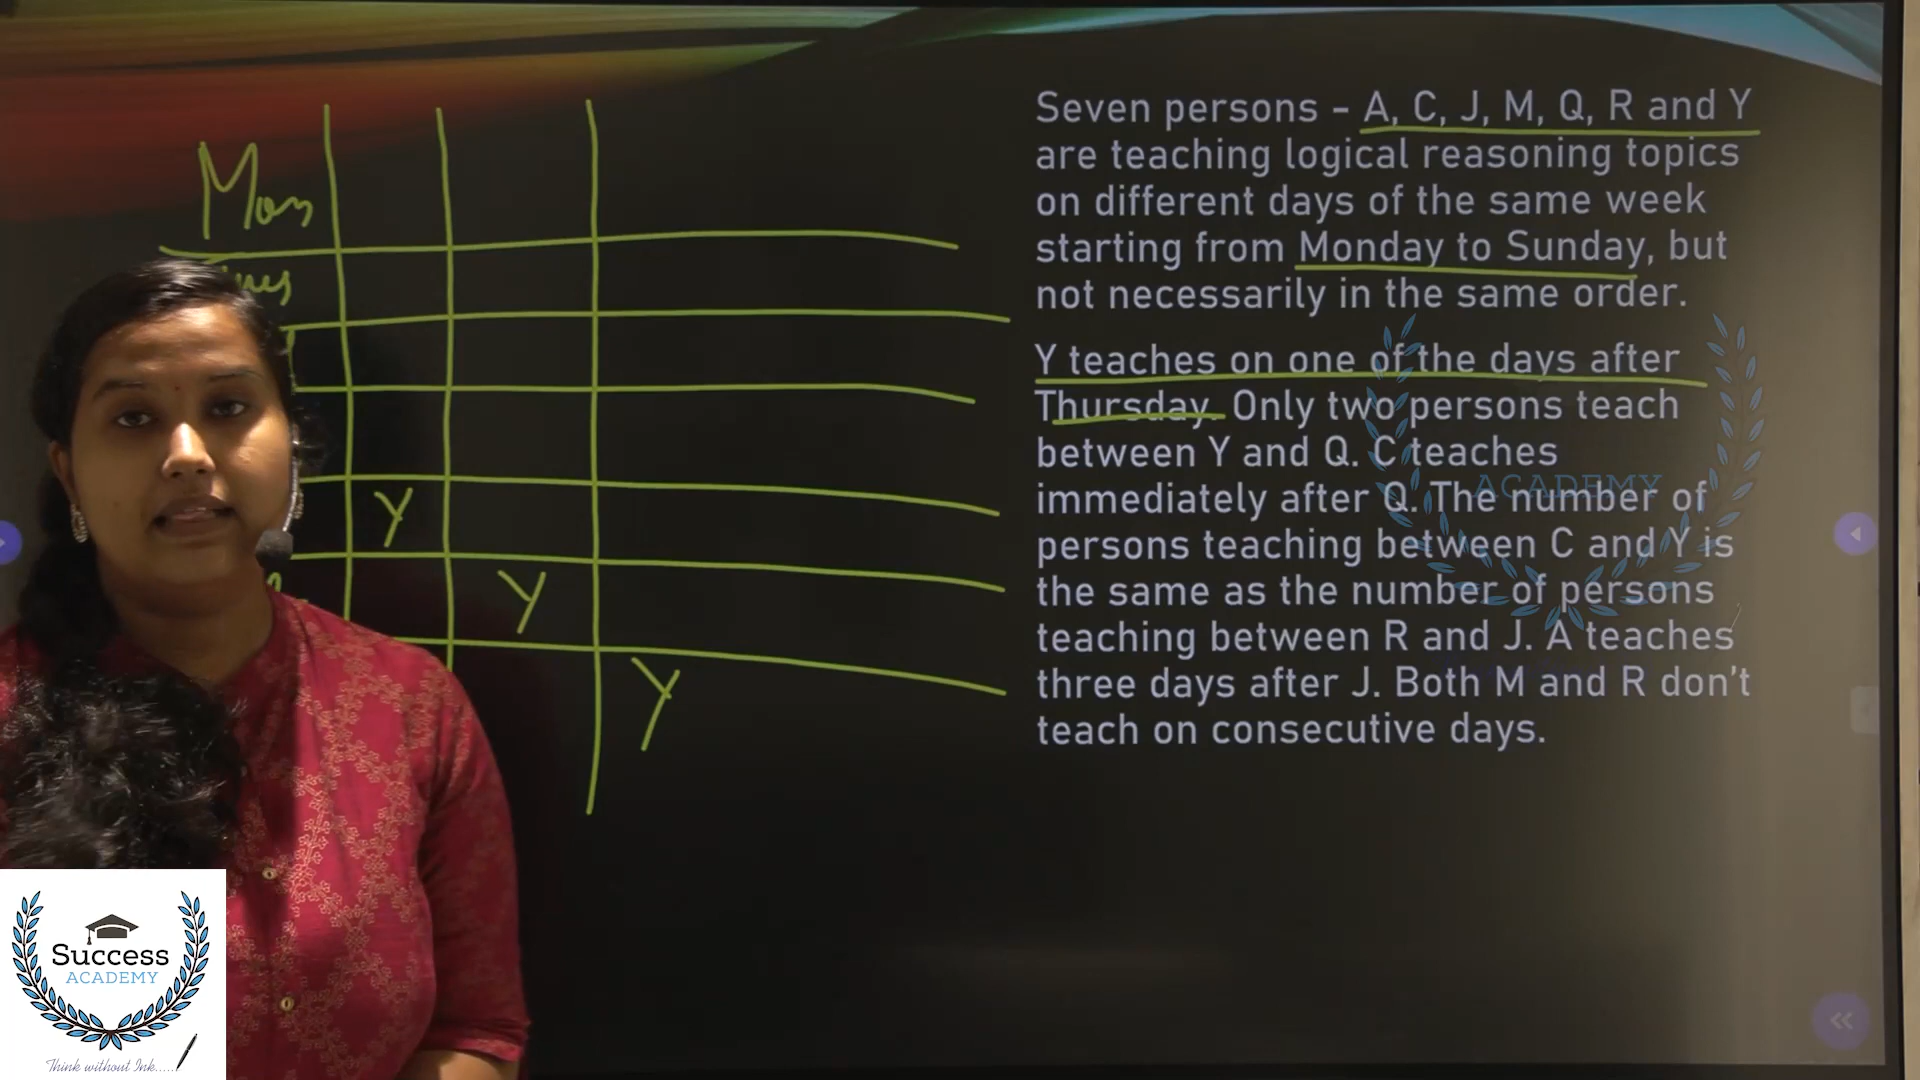 Mon
Seven persons - A, C, J, M, Q, R and Y
are teaching logical reasoning topics
on different days of the same week
starting from Monday to Sunday, but
not necessarily in the same order.
Y teaches on one of the days after
Thursday. Only two persons teach
between Y and Q. C teaches
immediately after Q. The number of
persons teaching between C and Y is
the same as the number of persons
teaching between R and J. A teaches
three days after J. Both M and R don't
teach on consecutive days.
ACADEMY
Y
Y
Y
Success
ACADEMY
Think without Ink.....